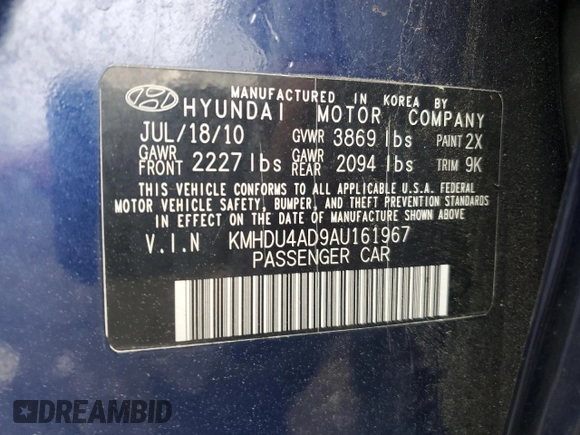 MANUFACTURED IN KOREA BY
HYUNDAI MOTOR COMPANY
JUL/18/10 GVWR 3869 lbs PAINT 2X
GAWR FRONT 2227 lbs GAWR REAR 2094 lbs TRIM 9K
THIS VEHICLE CONFORMS TO ALL APPLICABLE U.S.A. FEDERAL
MOTOR VEHICLE SAFETY, BUMPER, AND THEFT PREVENTION STANDARDS
IN EFFECT ON THE DATE OF MANUFACTURE SHOWN ABOVE
V.I.N KMHDU4AD9AU161967
PASSENGER CAR
DREAMBID